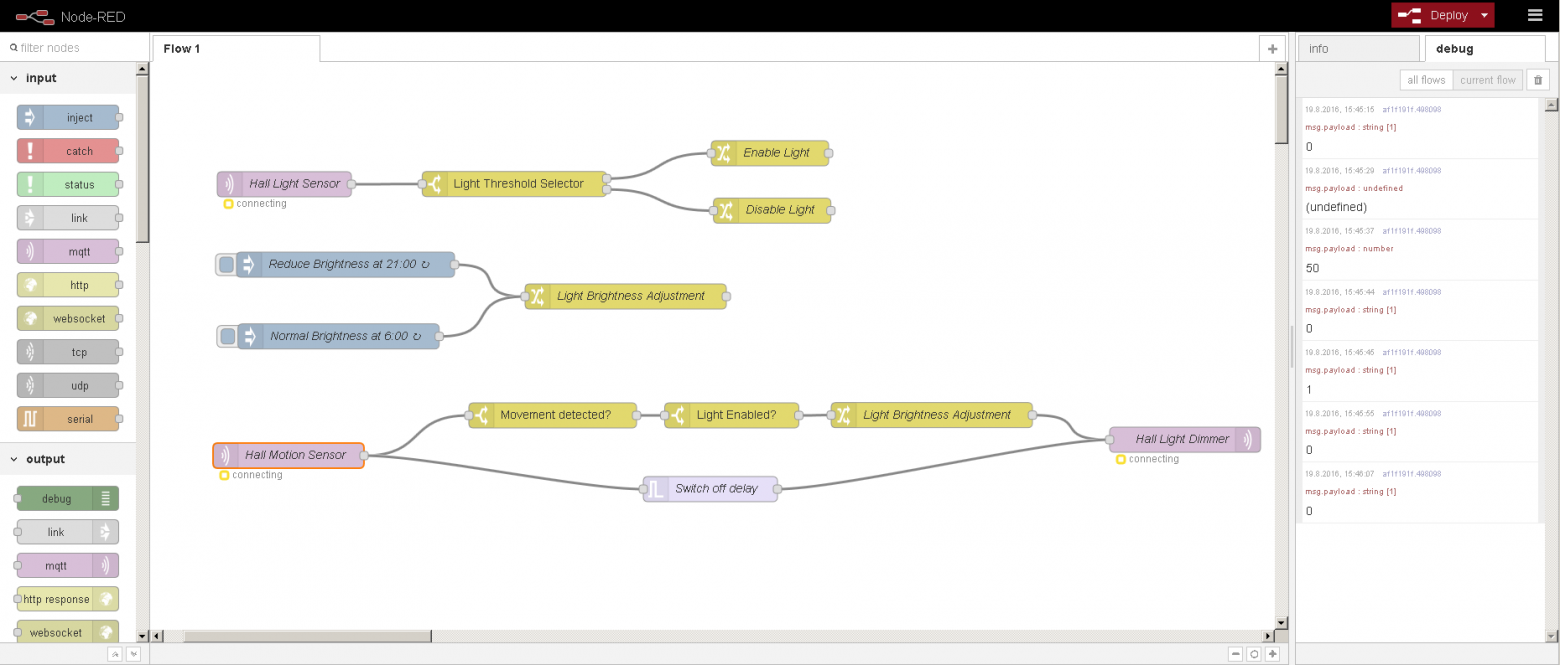 Node-RED
Deploy
filter nodes
Flow 1
info
debug
input
all flows
current flow
inject
catch
status
link
mqtt
http
websocket
tcp
udp
serial
output
debug
link
mqtt
http response
websocket
Enable Light
Hall Light Sensor
Light Threshold Selector
connecting
Disable Light
Reduce Brightness at 21:00 ↻
Light Brightness Adjustment
Normal Brightness at 6:00 ↻
Movement detected?
Light Enabled?
Light Brightness Adjustment
Hall Light Dimmer
connecting
Hall Motion Sensor
connecting
Switch off delay
19.8.2016, 15:45:15 af1f191f.498098
msg.payload : string [1]
0
19.8.2016, 15:45:29 af1f191f.498098
msg.payload : undefined
(undefined)
19.8.2016, 15:45:37 af1f191f.498098
msg.payload : number
50
19.8.2016, 15:45:44 af1f191f.498098
msg.payload : string [1]
0
19.8.2016, 15:45:45 af1f191f.498098
msg.payload : string [1]
1
19.8.2016, 15:45:55 af1f191f.498098
msg.payload : string [1]
0
19.8.2016, 15:46:07 af1f191f.498098
msg.payload : string [1]
0